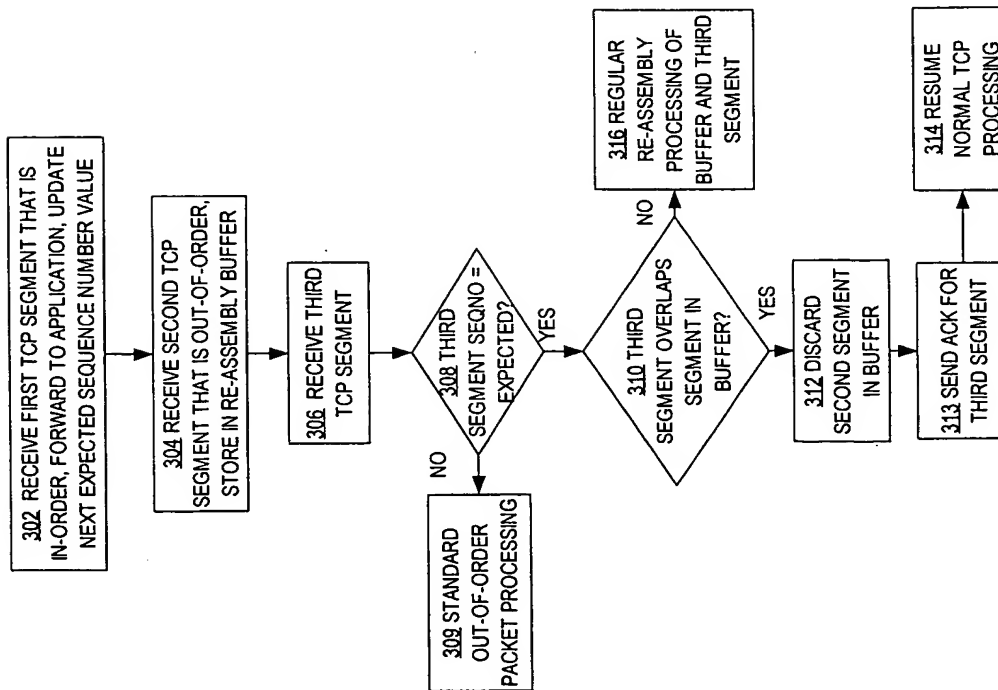 302 RECEIVE FIRST TCP SEGMENT THAT IS
IN-ORDER, FORWARD TO APPLICATION, UPDATE
NEXT EXPECTED SEQUENCE NUMBER VALUE
304 RECEIVE SECOND TCP
SEGMENT THAT IS OUT-OF-ORDER,
STORE IN RE-ASSEMBLY BUFFER
306 RECEIVE THIRD
TCP SEGMENT
308 THIRD
SEGMENT SEQNO =
EXPECTED?
NO
309 STANDARD
OUT-OF-ORDER
PACKET PROCESSING
YES
310 THIRD
SEGMENT OVERLAPS
SEGMENT IN
BUFFER?
NO
316 REGULAR
RE-ASSEMBLY
PROCESSING OF
BUFFER AND THIRD
SEGMENT
YES
312 DISCARD
SECOND SEGMENT
IN BUFFER
313 SEND ACK FOR
THIRD SEGMENT
314 RESUME
NORMAL TCP
PROCESSING